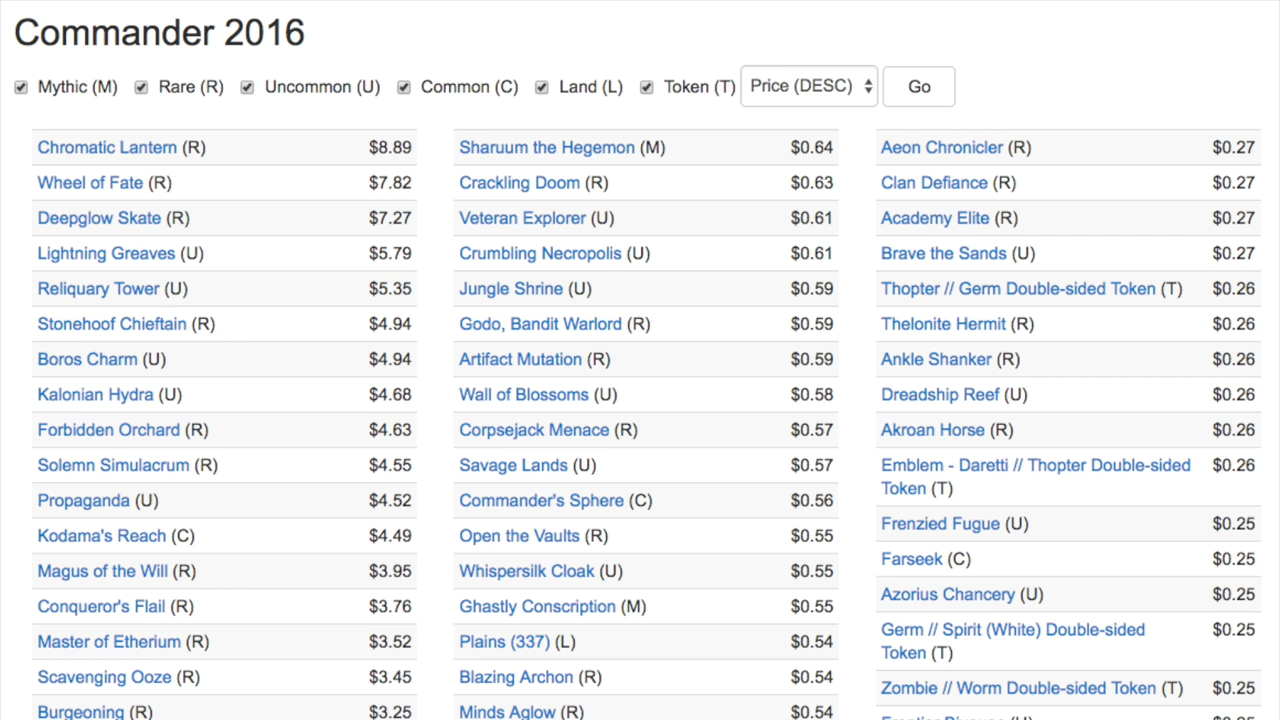 Commander 2016
Mythic (M) Rare (R) Uncommon (U) Common (C) Land (L) Token (T) Price (DESC) Go
Chromatic Lantern (R) $8.89
Wheel of Fate (R) $7.82
Deepglow Skate (R) $7.27
Lightning Greaves (U) $5.79
Reliquary Tower (U) $5.35
Stonehoof Chieftain (R) $4.94
Boros Charm (U) $4.94
Kalonian Hydra (U) $4.68
Forbidden Orchard (R) $4.63
Solemn Simulacrum (R) $4.55
Propaganda (U) $4.52
Kodama's Reach (C) $4.49
Magus of the Will (R) $3.95
Conqueror's Flail (R) $3.76
Master of Etherium (R) $3.52
Scavenging Ooze (R) $3.45
Burgeoning (R) $3.25
Sharuum the Hegemon (M) $0.64
Crackling Doom (R) $0.63
Veteran Explorer (U) $0.61
Crumbling Necropolis (U) $0.61
Jungle Shrine (U) $0.59
Godo, Bandit Warlord (R) $0.59
Artifact Mutation (R) $0.59
Wall of Blossoms (U) $0.58
Corpsejack Menace (R) $0.57
Savage Lands (U) $0.57
Commander's Sphere (C) $0.56
Open the Vaults (R) $0.55
Whispersilk Cloak (U) $0.55
Ghastly Conscription (M) $0.55
Plains (337) (L) $0.54
Blazing Archon (R) $0.54
Minds Aglow (R) $0.54
Aeon Chronicler (R) $0.27
Clan Defiance (R) $0.27
Academy Elite (R) $0.27
Brave the Sands (U) $0.27
Thopter // Germ Double-sided Token (T) $0.26
Thelonite Hermit (R) $0.26
Ankle Shanker (R) $0.26
Dreadship Reef (U) $0.26
Akroan Horse (R) $0.26
Emblem - Daretti // Thopter Double-sided $0.26
Token (T)
Frenzied Fugue (U) $0.25
Farseek (C) $0.25
Azorius Chancery (U) $0.25
Germ // Spirit (White) Double-sided $0.25
Token (T)
Zombie // Worm Double-sided Token (T) $0.25